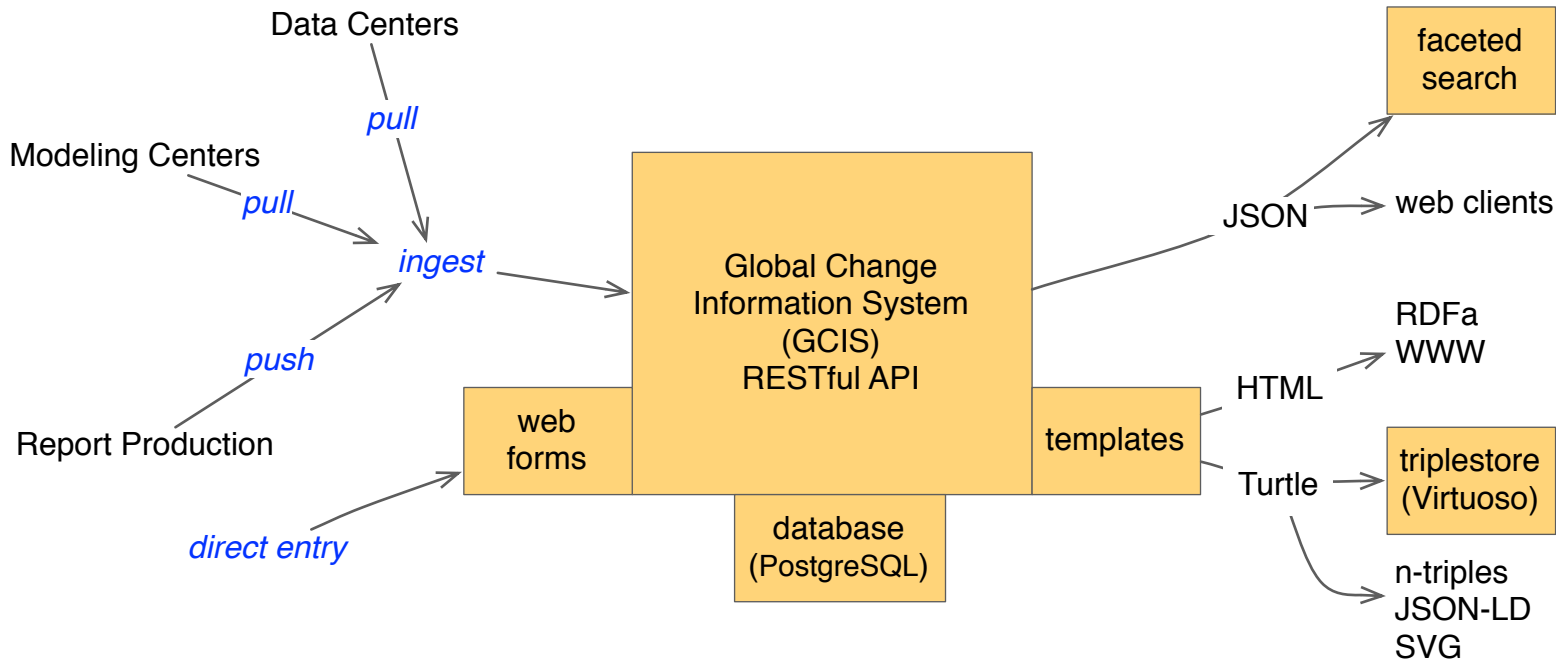 Data Centers
pull
Modeling Centers
pull
ingest
push
Report Production
direct entry
web
forms
Global Change
Information System
(GCIS)
RESTful API
database
(PostgreSQL)
templates
JSON
faceted
search
web clients
HTML
RDFa
WWW
Turtle
triplestore
(Virtuoso)
n-triples
JSON-LD
SVG